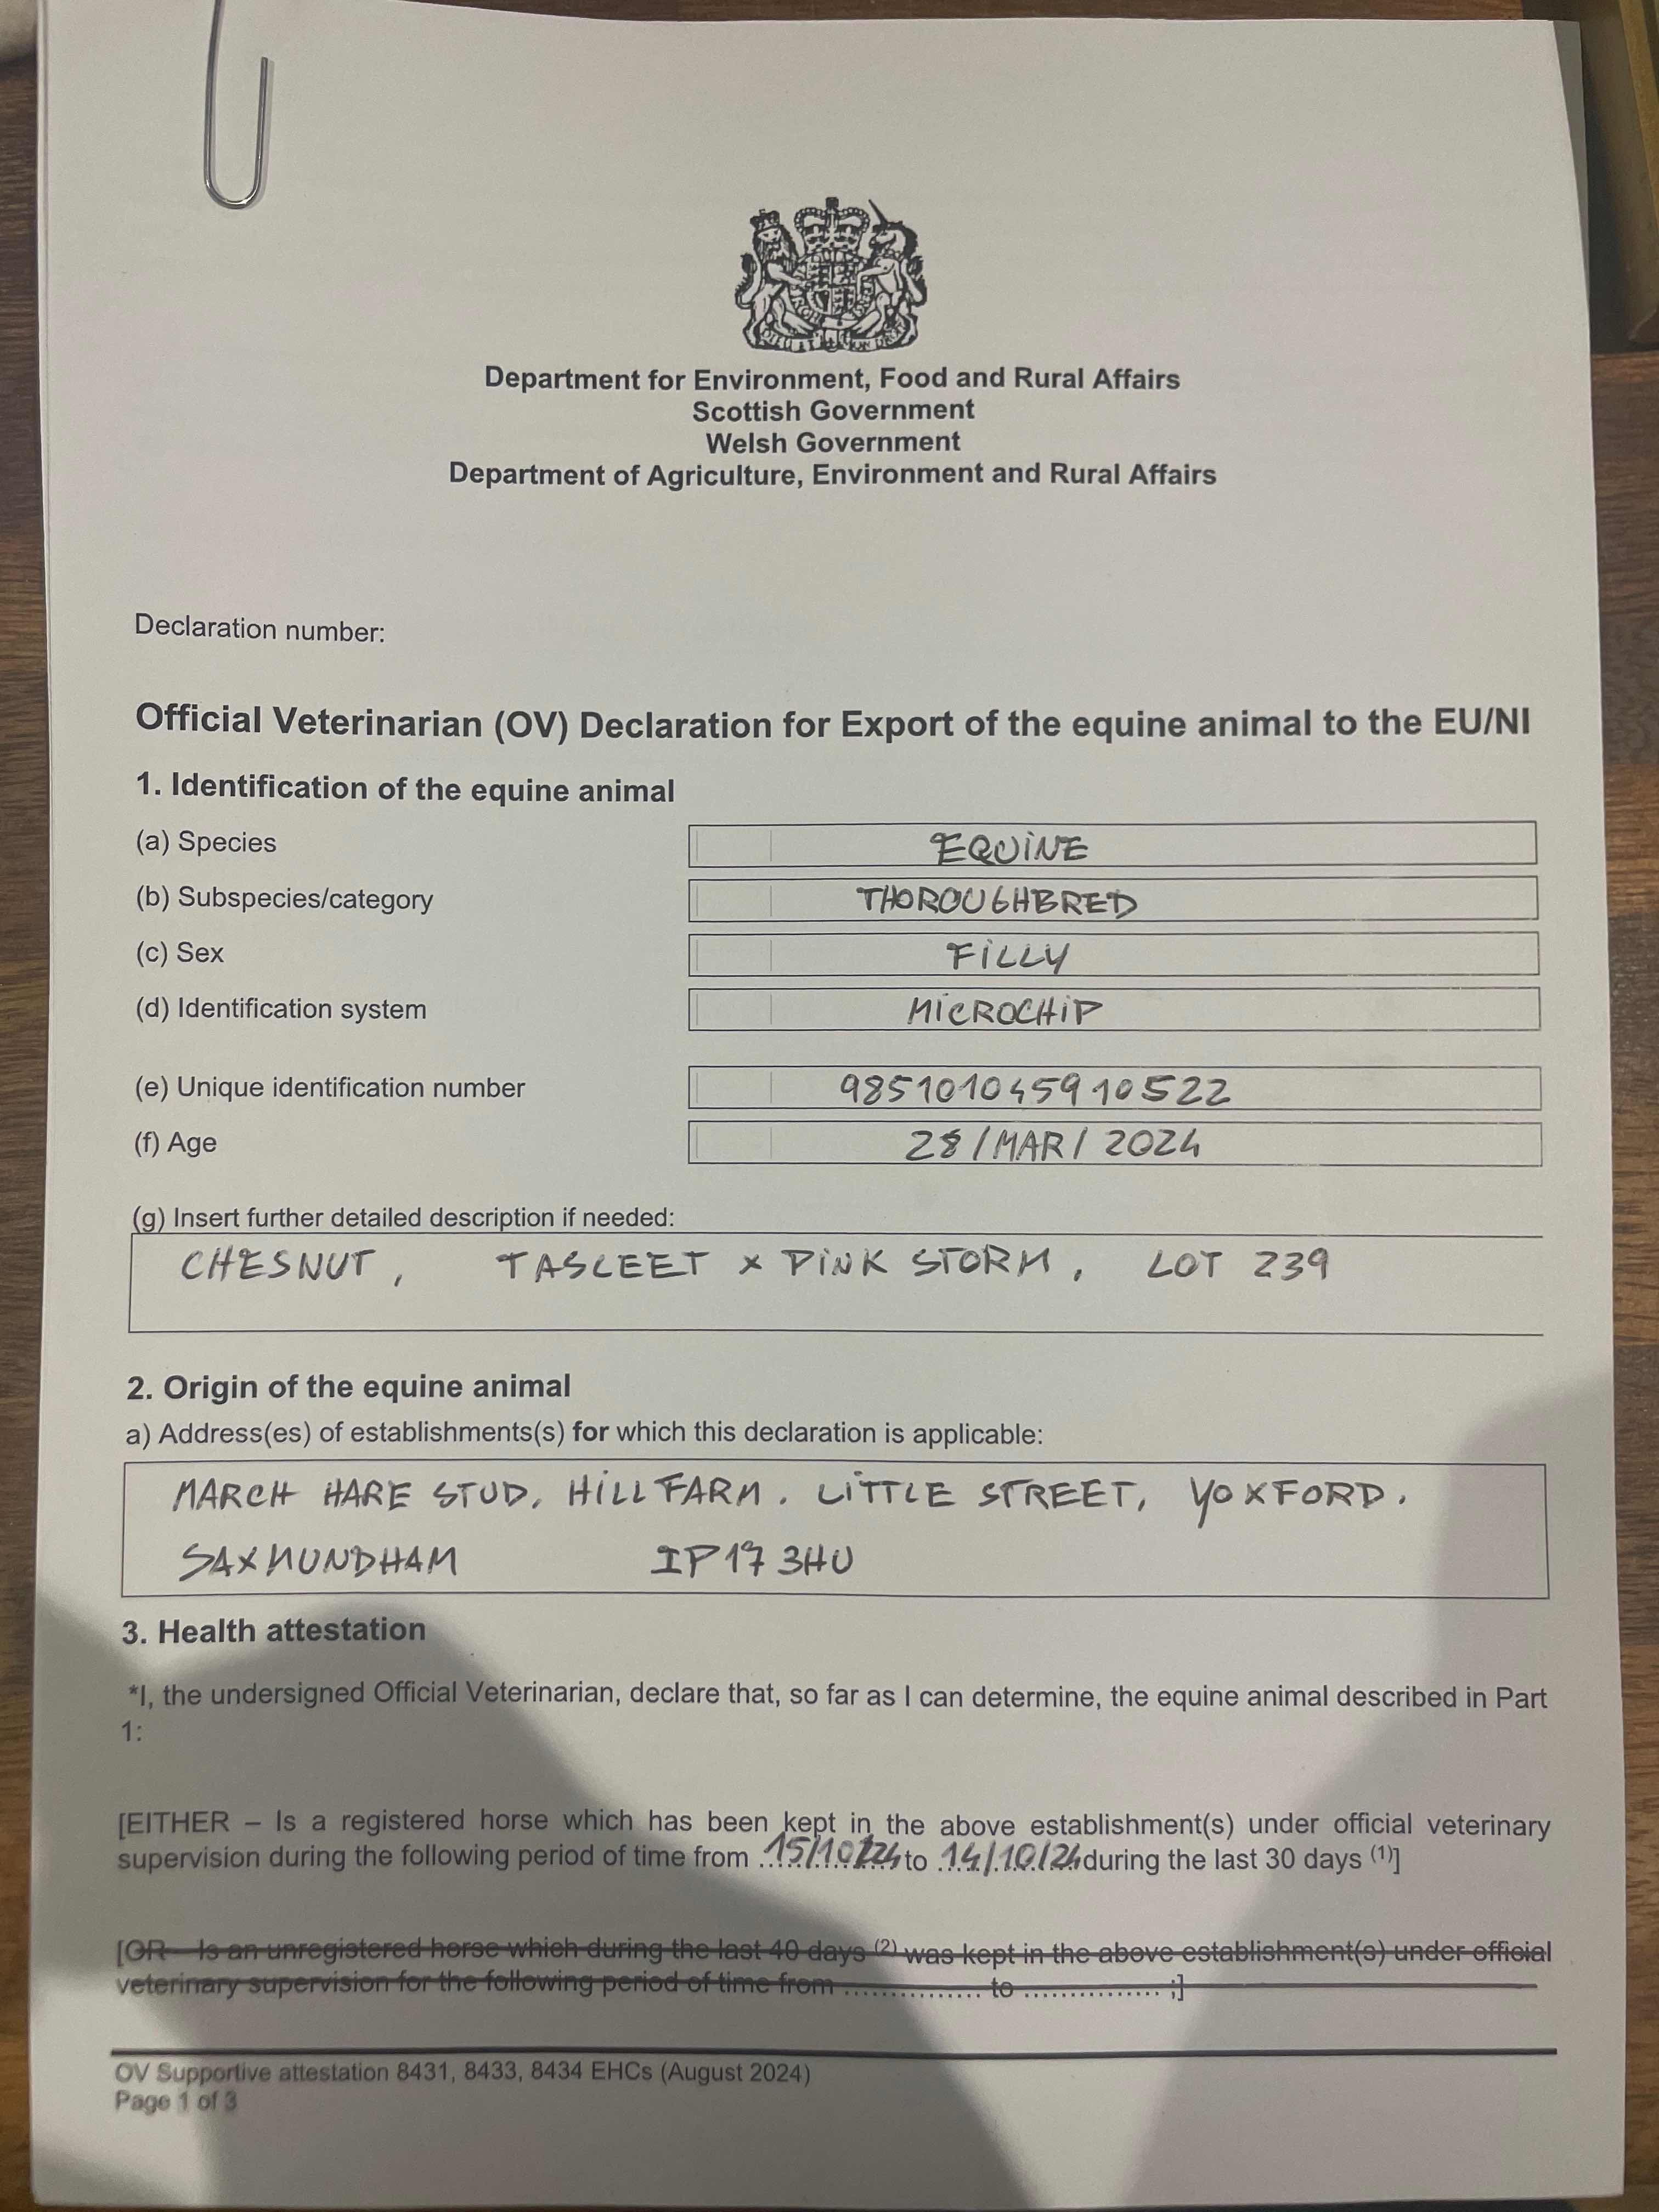 Department for Environment, Food and Rural Affairs
Scottish Government
Welsh Government
Department of Agriculture, Environment and Rural Affairs
Declaration number:
Official Veterinarian (OV) Declaration for Export of the equine animal to the EU/NI
1. Identification of the equine animal
(a) Species EQUINE
(b) Subspecies/category THOROUGHBRED
(c) Sex FILLY
(d) Identification system MICROCHIP
(e) Unique identification number 985101045910522
(f) Age 28/MAR/2024
(g) Insert further detailed description if needed:
CHESNUT, TASLEET x PINK STORM, LOT 239
2. Origin of the equine animal
a) Address(es) of establishments(s) for which this declaration is applicable:
MARCH HARE STUD, HILL FARM. LITTLE STREET, YOXFORD.
SAXMUNDHAM IP17 3HU
3. Health attestation
*I, the undersigned Official Veterinarian, declare that, so far as I can determine, the equine animal described in Part
1:
[EITHER – Is a registered horse which has been kept in the above establishment(s) under official veterinary
supervision during the following period of time from 15/10/24 to 14/10/24 during the last 30 days (1)]
[OR – Is an unregistered horse which during the last 40 days (2) was kept in the above establishment(s) under official
veterinary supervision for the following period of time from ............... to ............... ;]
OV Supportive attestation 8431, 8433, 8434 EHCs (August 2024)
Page 1 of 3